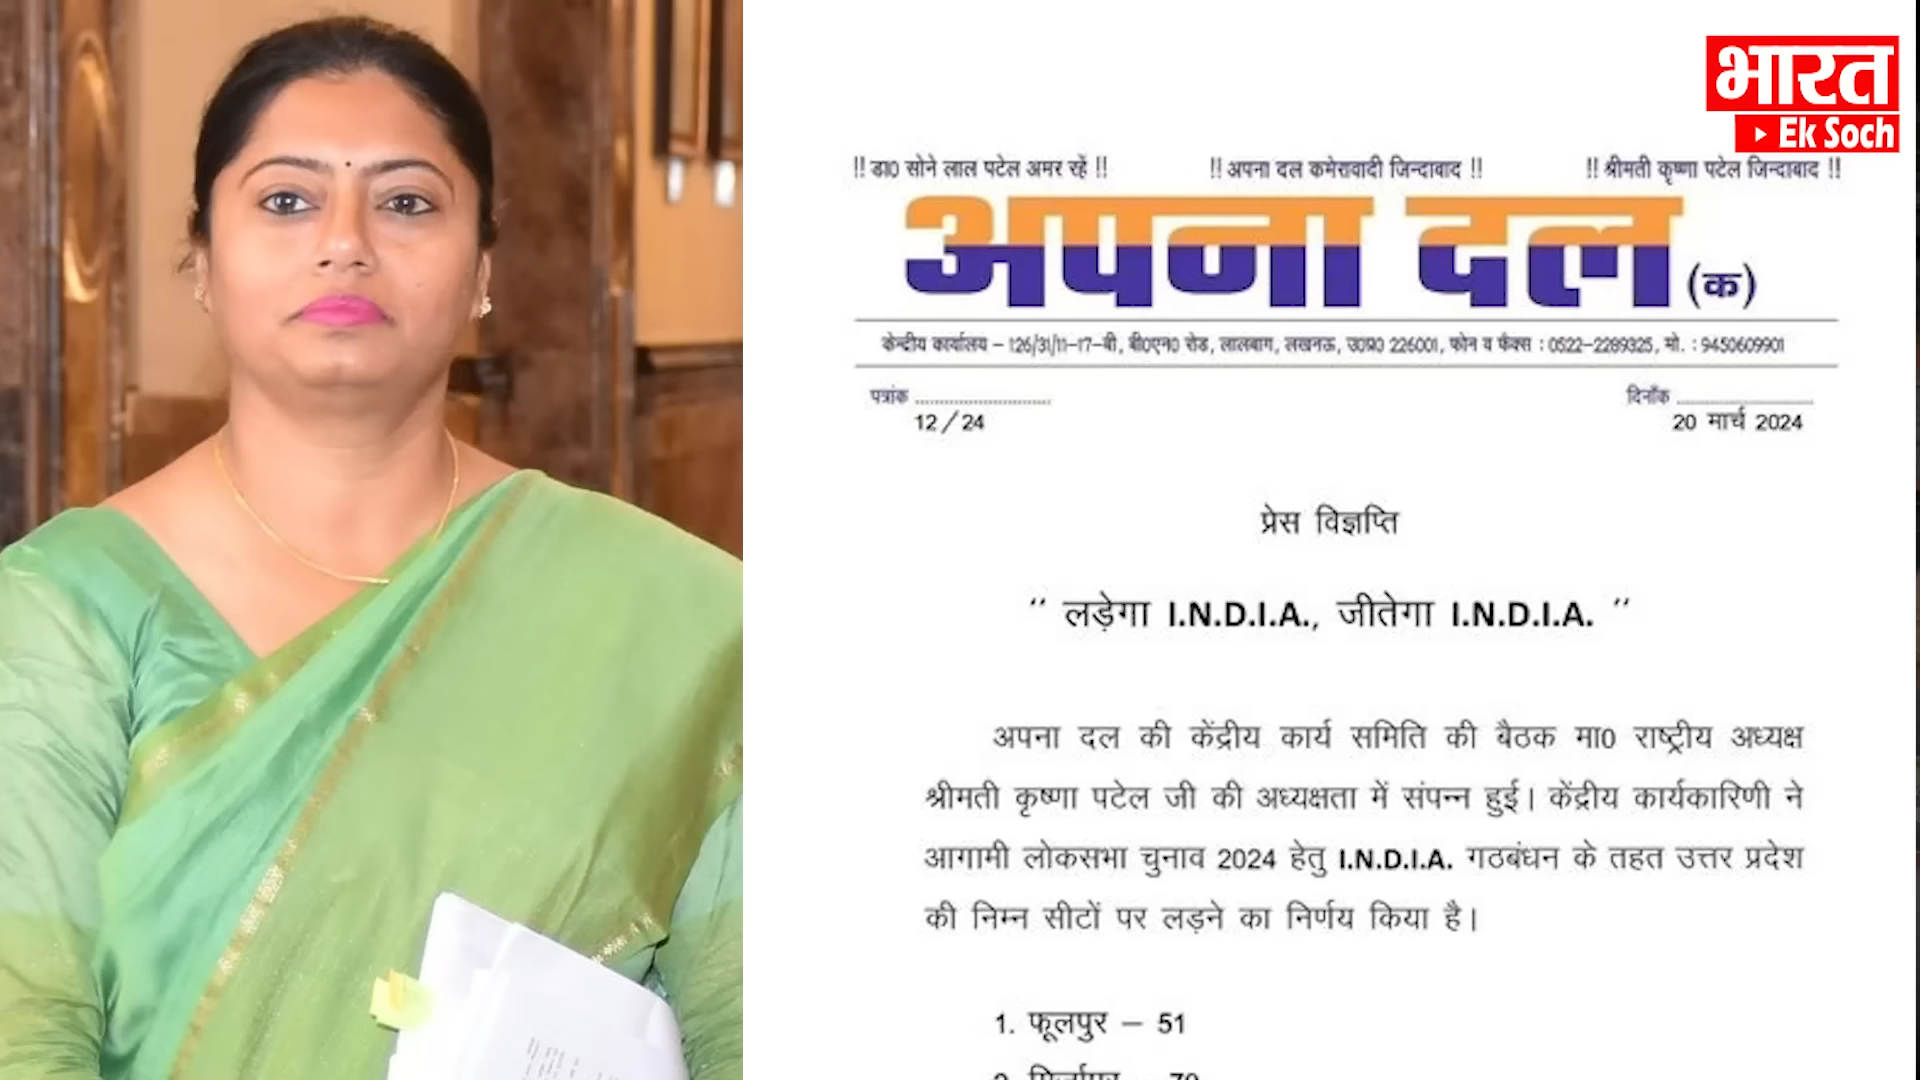 भारत
Ek Soch
!! डा0 सोने लाल पटेल अमर रहें !! !! अपना दल कमेरावादी जिन्दावाद !! !! श्रीमती कृष्णा पटेल जिन्दाबाद !!
अपना दल (क)
केन्द्रीय कार्यालय – 126/31/11-17-बी, बी0एन0 रोड, लालबाग, लखनऊ, उ0प्र0 226001, फोन व फैक्स : 0522-2289325, मो. : 9450609901
पत्रांक दिनाँक
12/24 20 मार्च 2024
प्रेस विज्ञप्ति
" लड़ेगा I.N.D.I.A., जीतेगा I.N.D.I.A. "
अपना दल की केंद्रीय कार्य समिति की बैठक मा0 राष्ट्रीय अध्यक्ष
श्रीमती कृष्णा पटेल जी की अध्यक्षता में संपन्न हुई। केंद्रीय कार्यकारिणी ने
आगामी लोकसभा चुनाव 2024 हेतु I.N.D.I.A. गठबंधन के तहत उत्तर प्रदेश
की निम्न सीटों पर लड़ने का निर्णय किया है।
1. फूलपुर – 51